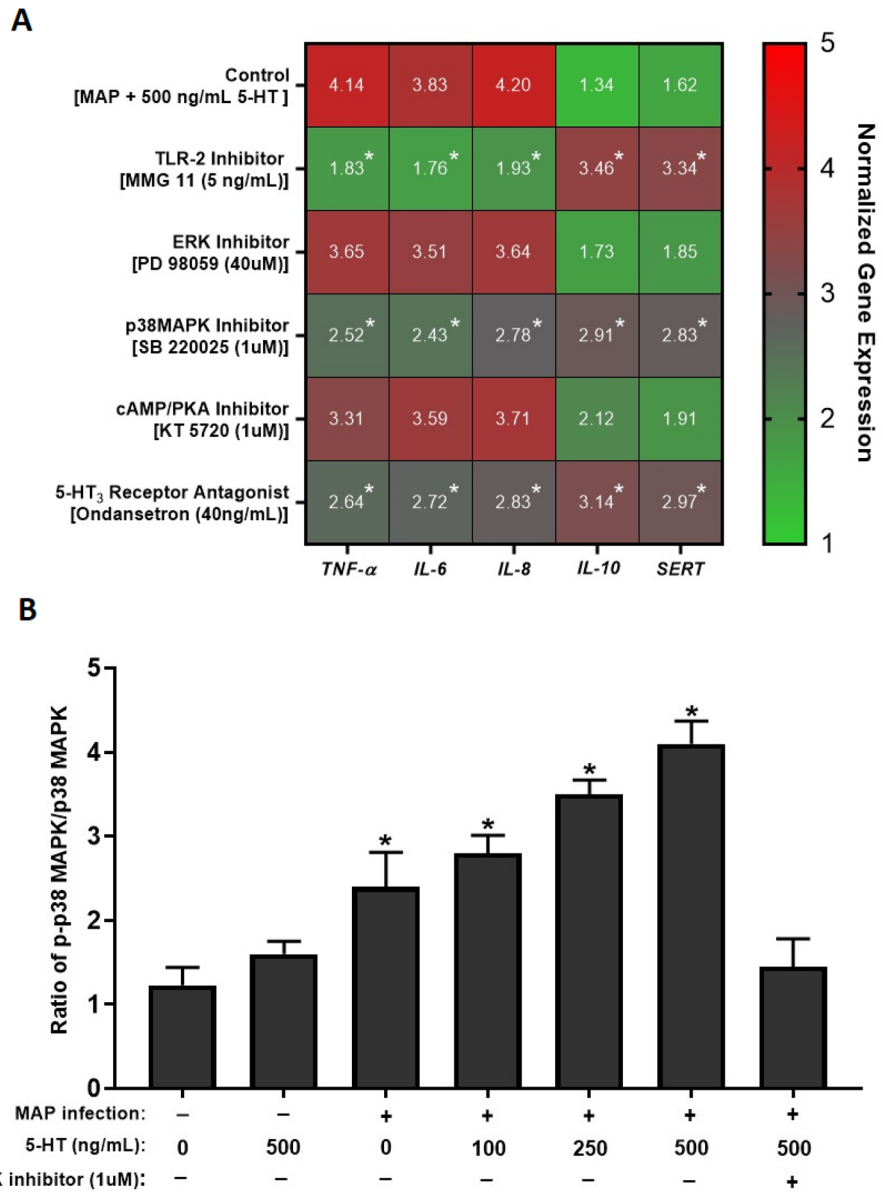 A
Control
[MAP + 500 ng/mL 5-HT ]
4.14 3.83 4.20 1.34 1.62
TLR-2 Inhibitor
[MMG 11 (5 ng/mL)]
1.83* 1.76* 1.93* 3.46* 3.34*
ERK Inhibitor
[PD 98059 (40uM)]
3.65 3.51 3.64 1.73 1.85
p38MAPK Inhibitor
[SB 220025 (1uM)]
2.52* 2.43* 2.78* 2.91* 2.83*
cAMP/PKA Inhibitor
[KT 5720 (1uM)]
3.31 3.59 3.71 2.12 1.91
5-HT₃ Receptor Antagonist
[Ondansetron (40ng/mL)]
2.64* 2.72* 2.83* 3.14* 2.97*
TNF-α IL-6 IL-8 IL-10 SERT
5
4
3
2
1
Normalized Gene Expression
B
Ratio of p-p38 MAPK/p38 MAPK
5
4
3
2
1
0
* * * *
MAP infection: – – + + + + +
5-HT (ng/mL): 0 500 0 100 250 500 500
inhibitor (1uM): – – – – – – +